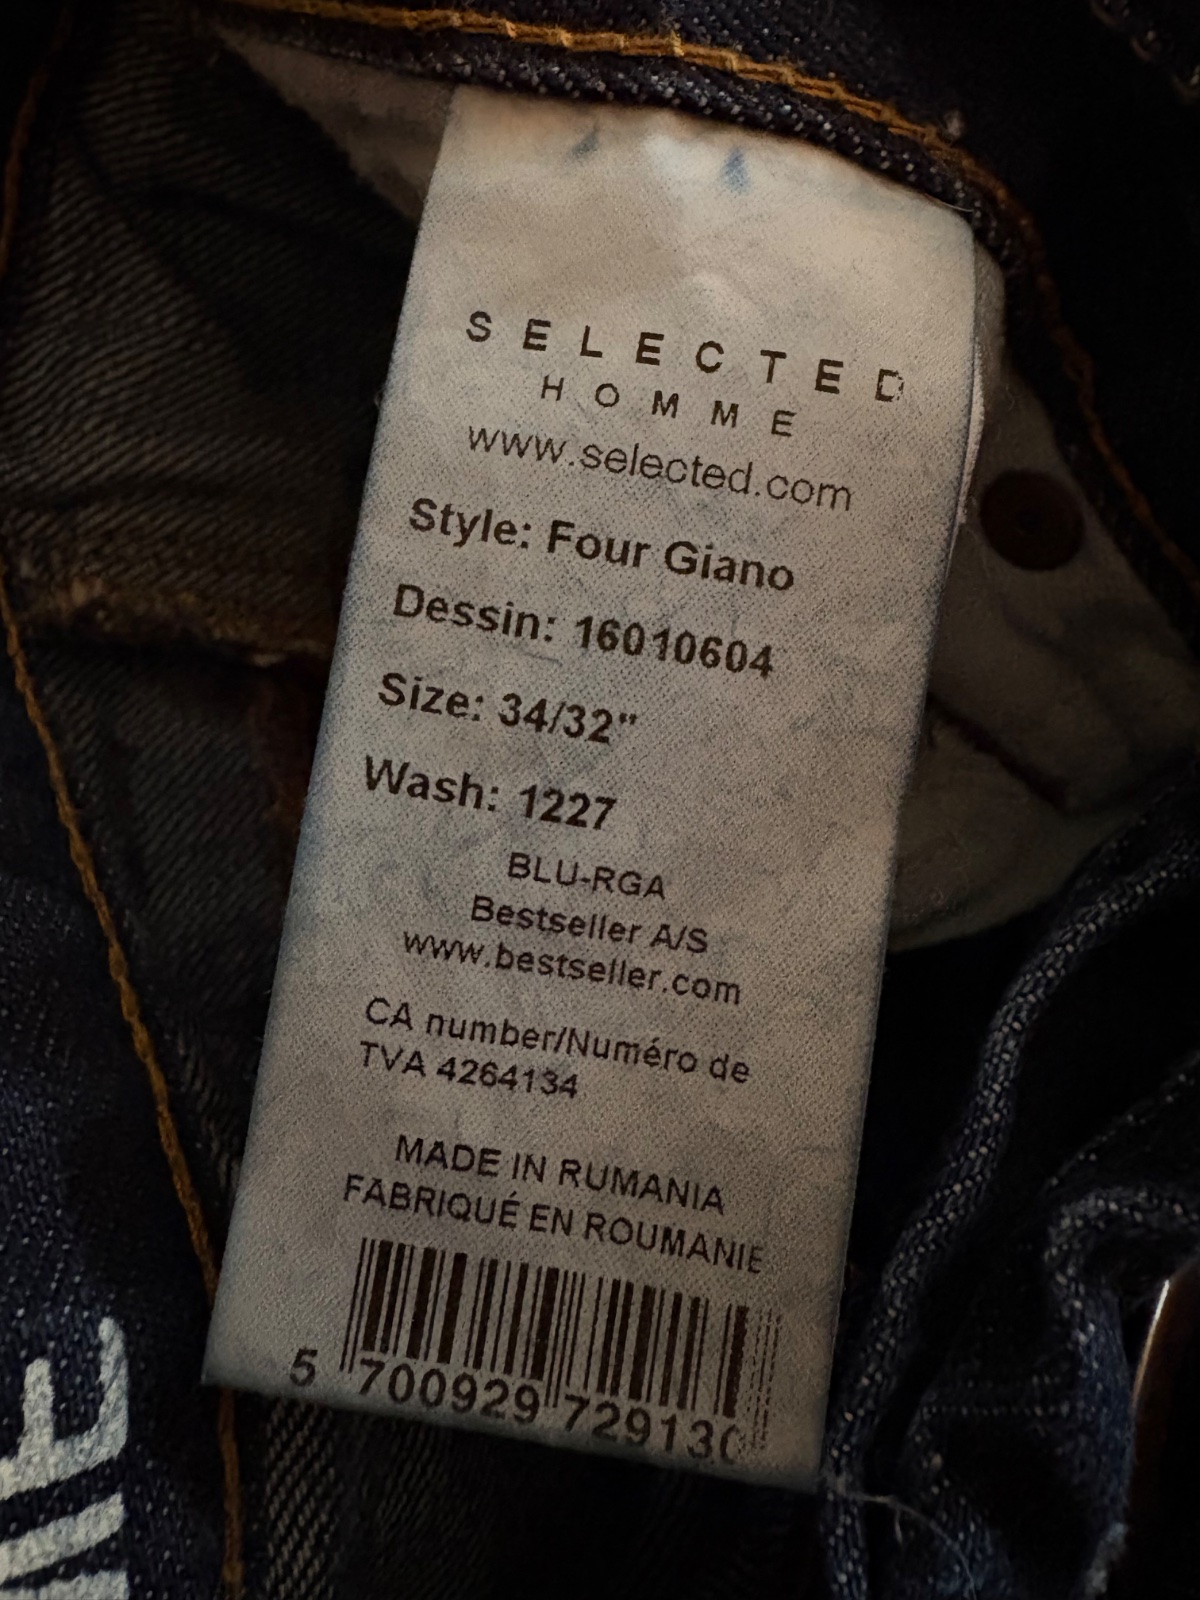 SELECTED
HOMME
www.selected.com
Style: Four Giano
Dessin: 16010604
Size: 34/32"
Wash: 1227
BLU-RGA
Bestseller A/S
www.bestseller.com
CA number/Numéro de
TVA 4264134
MADE IN RUMANIA
FABRIQUÉ EN ROUMANIE
5 700929 729130